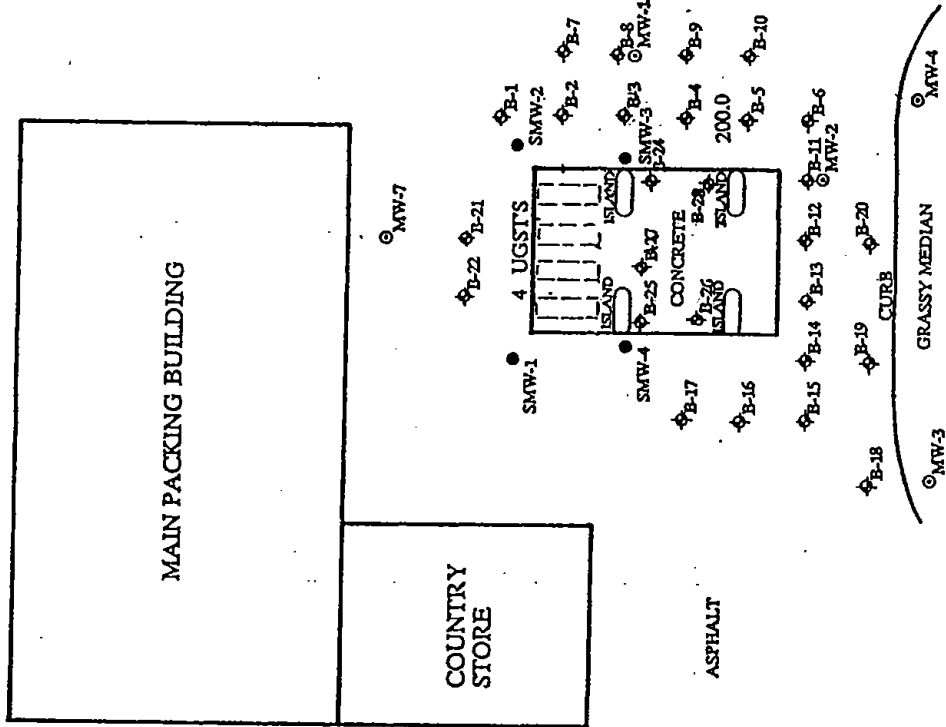 MAIN PACKING BUILDING
COUNTRY
STORE
ASPHALT
MW-7
B-22
B-21
SMW-1
SMW-2
B-1
B-7
B-2
4 UGST'S
B-8
MW-1
B-3
SMW-3
B-24
SMW-4
ISLAND
ISLAND
B-25
B-27
CONCRETE
B-28
B-26
ISLAND
ISLAND
B-9
B-4
200.0
B-10
B-5
B-17
B-16
B-15
B-14
B-13
B-12
B-11
MW-2
B-6
B-18
B-19
B-20
CURB
GRASSY MEDIAN
MW-3
MW-4